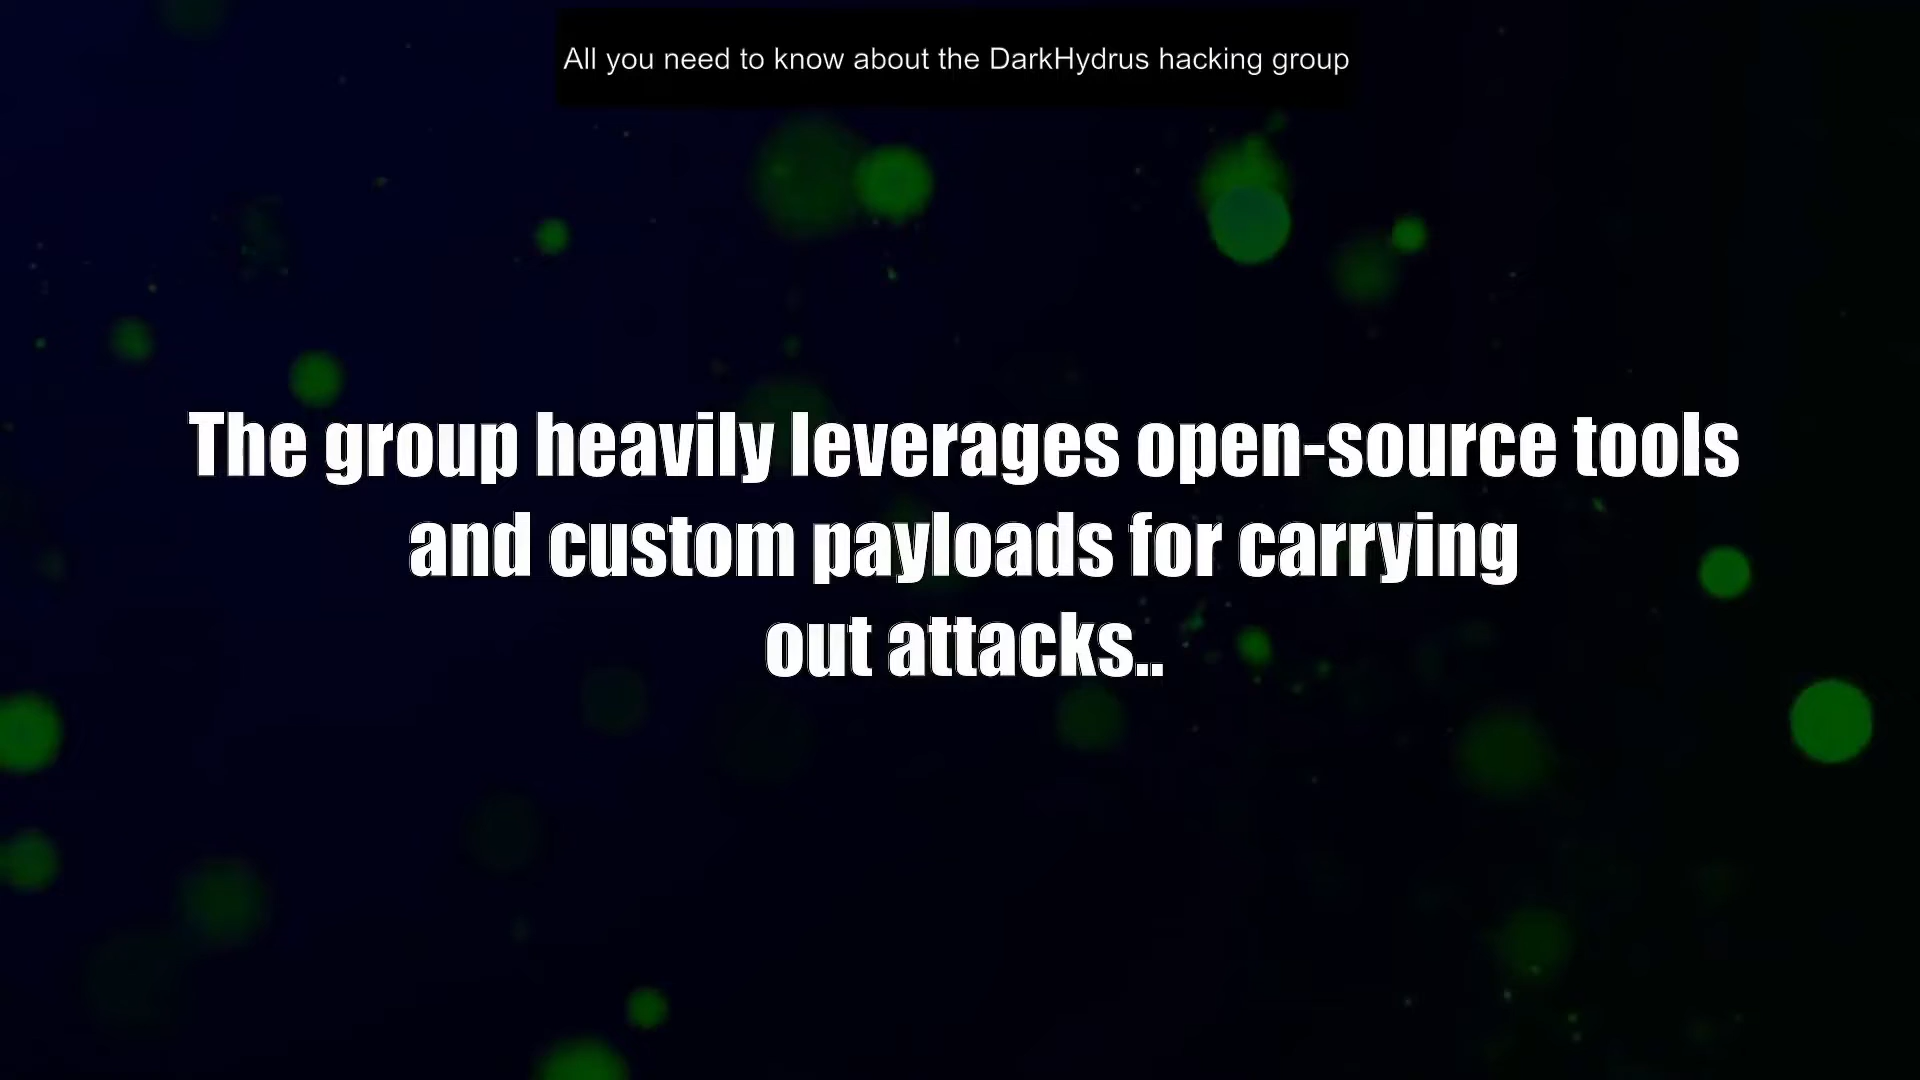 All you need to know about the DarkHydrus hacking group
The group heavily leverages open-source tools
and custom payloads for carrying
out attacks..